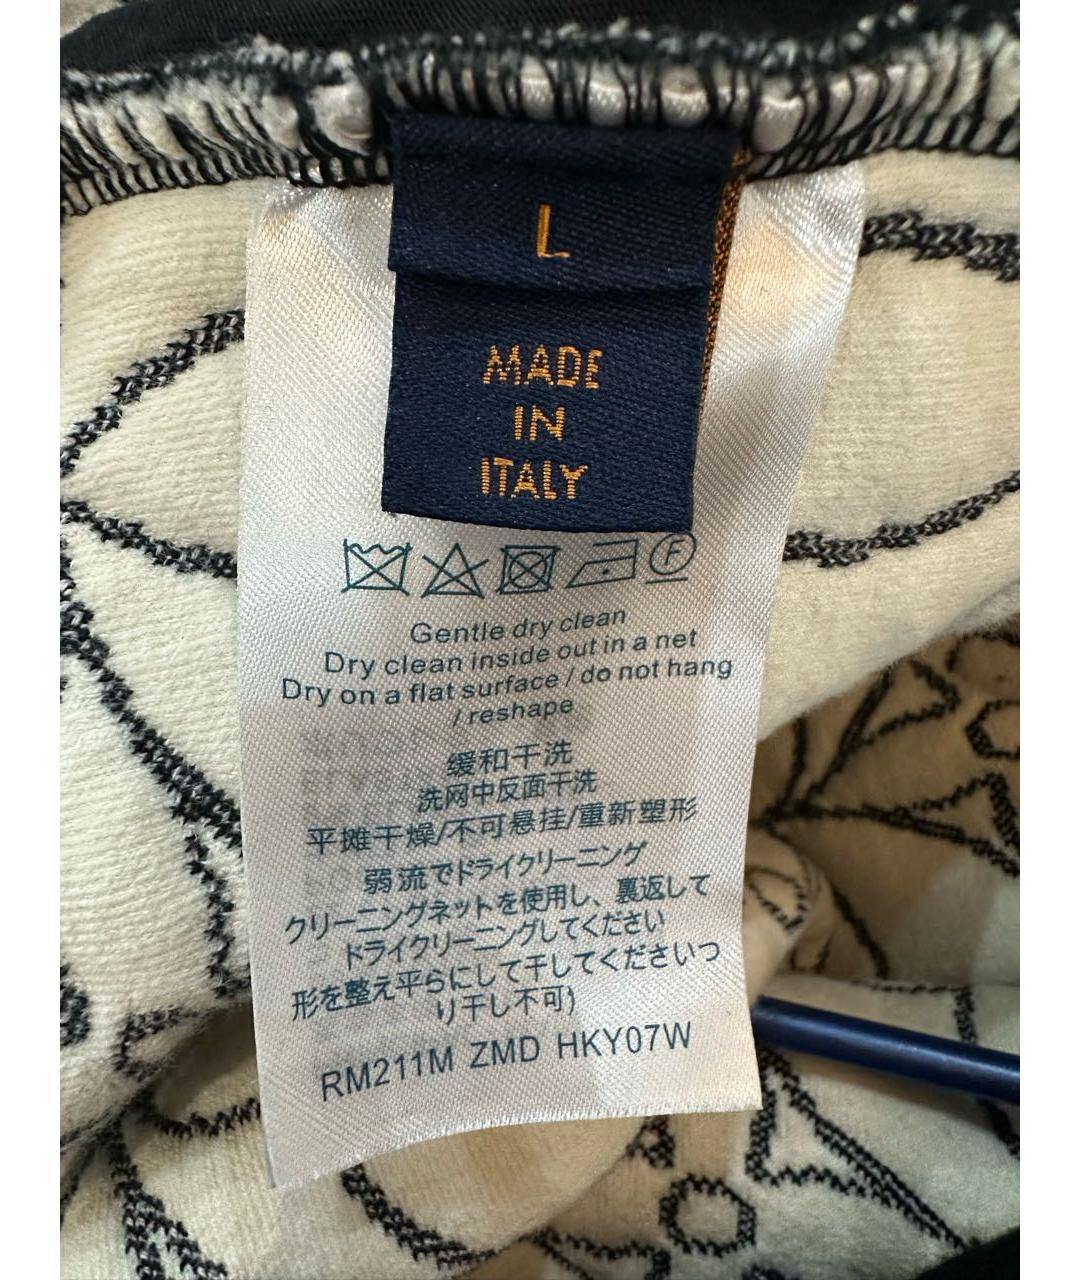 L
MADE
IN
ITALY
F
Gentle dry clean
Dry clean inside out in a net
Dry on a flat surface / do not hang
/ reshape
缓和干洗
洗网中反面干洗
平摊干燥/不可悬挂/重新塑形
弱流でドライクリーニング
クリーニングネットを使用し、裏返して
ドライクリーニングしてください
形を整え平らにして干してくださいつ
り干し不可)
RM211M ZMD HKY07W